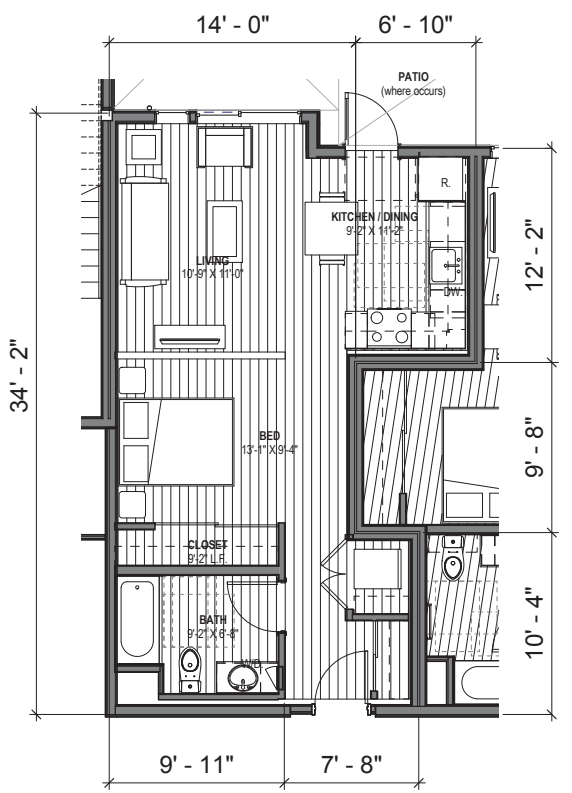 14' - 0"
6' - 10"
PATIO
(where occurs)
R.
KITCHEN / DINING
9'-2" X 11'-2"
LIVING
10'-9" X 11'-0"
DW.
12' - 2"
34' - 2"
BED
13'-1" X 9'-4"
9' - 8"
CLOSET
9'-2" L.F.
BATH
9'-2" X 6'-8"
W/D.
10' - 4"
9' - 11"
7' - 8"